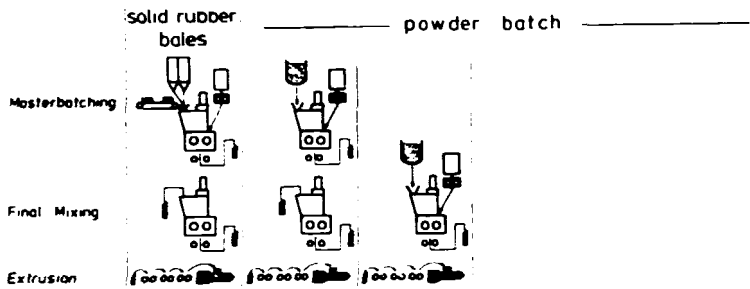 solid rubber
bales
powder batch
Masterbatching
Final Mixing
Extrusion